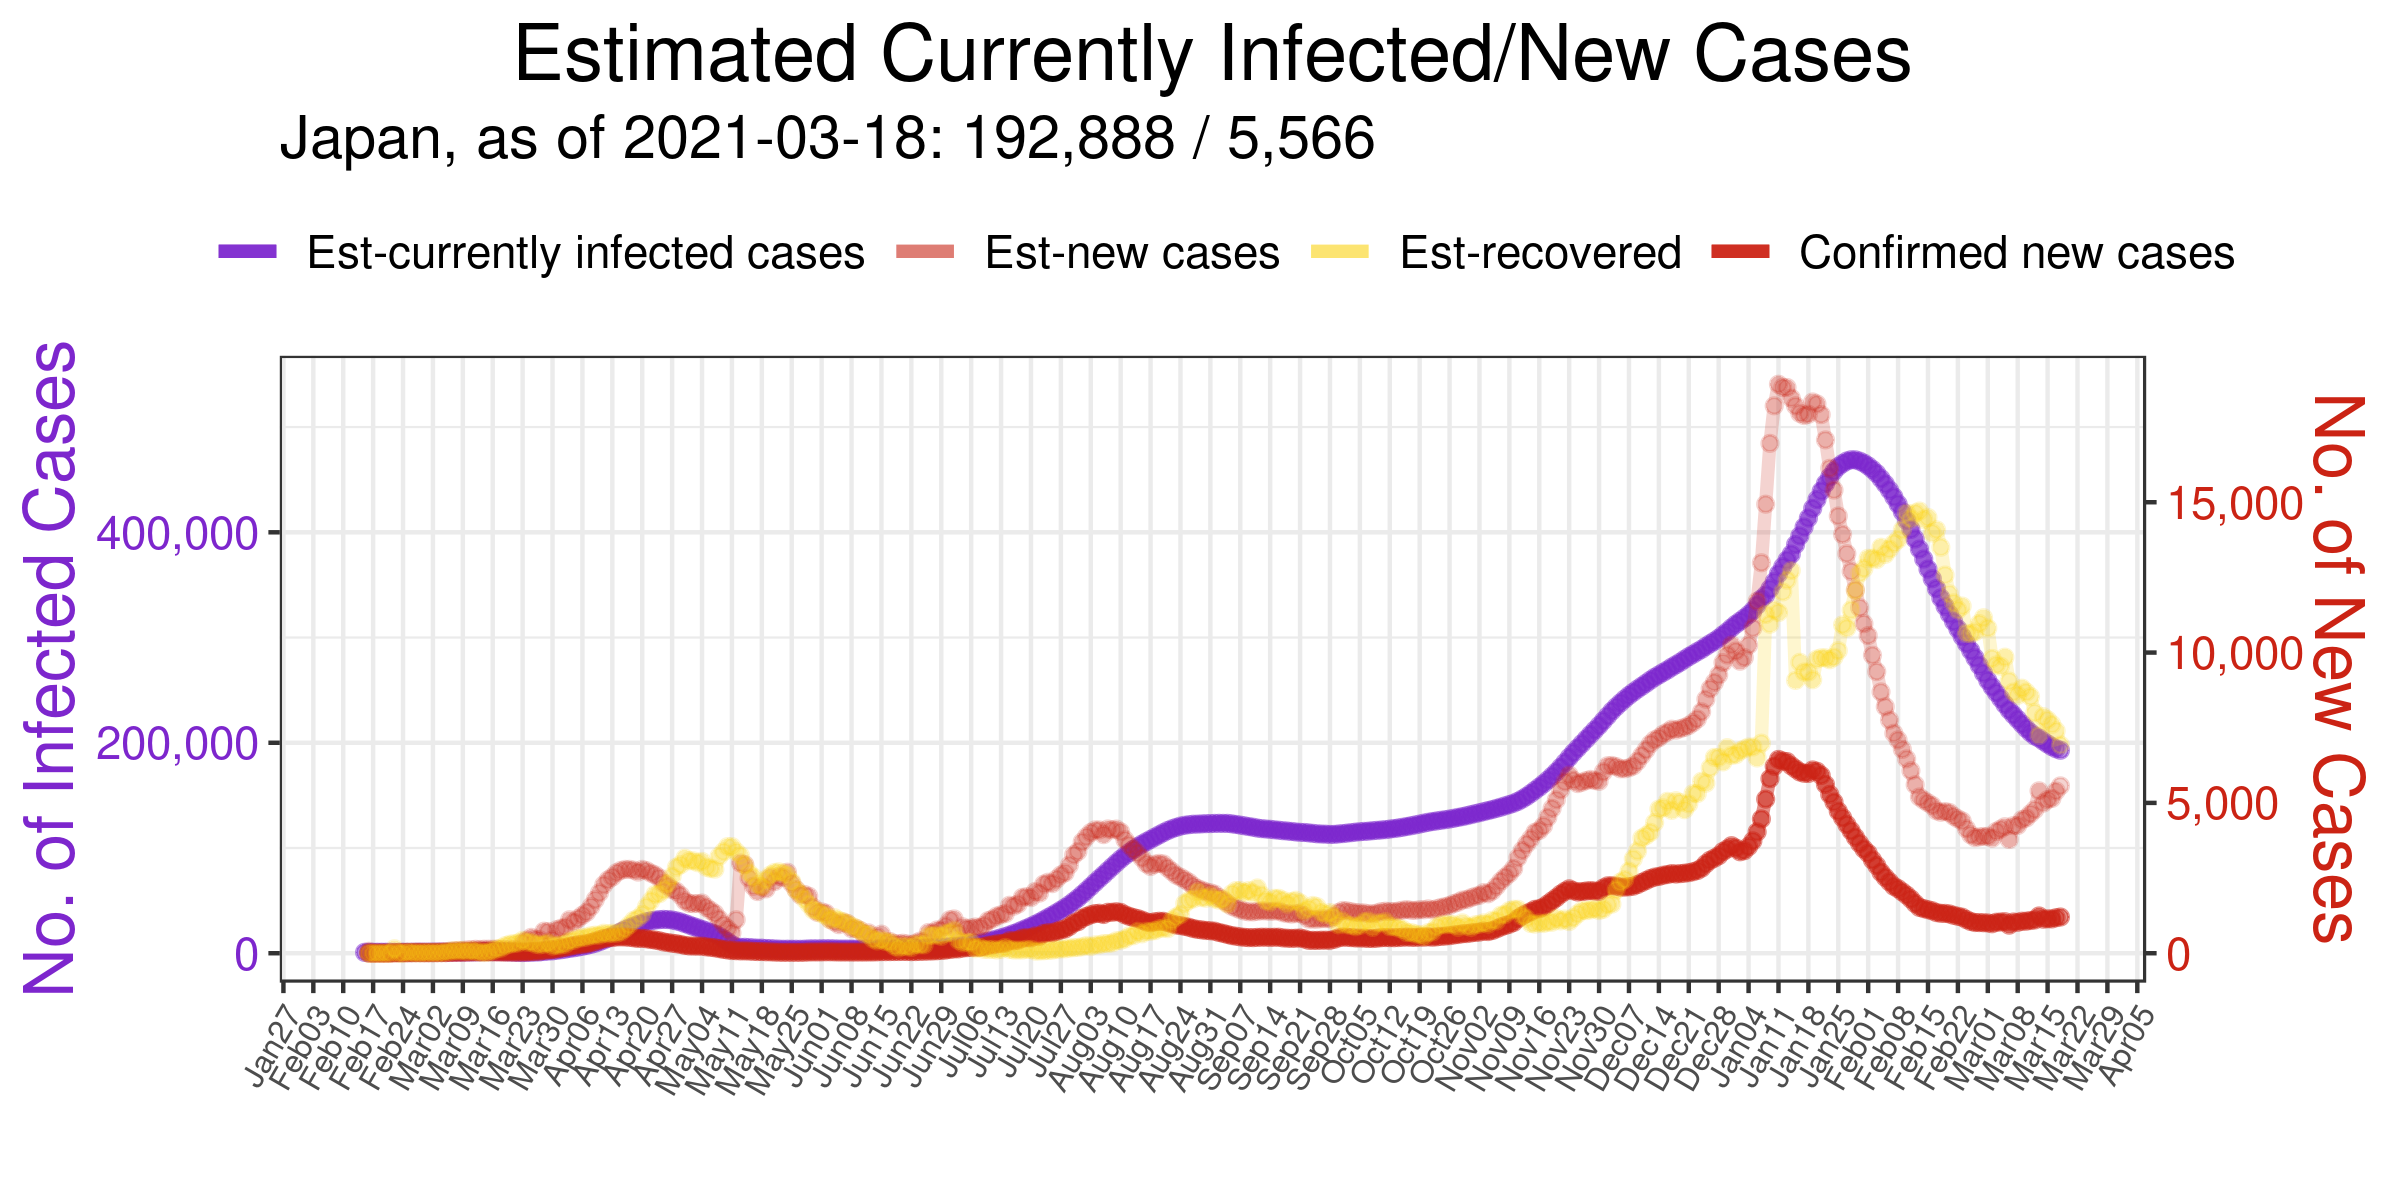 Estimated Currently Infected/New Cases
Japan, as of 2021-03-18: 192,888 / 5,566
Est-currently infected cases Est-new cases Est-recovered Confirmed new cases
No. of Infected Cases
400,000
200,000
0
No. of New Cases
15,000
10,000
5,000
0
Jan27 Feb03 Feb10 Feb17 Feb24 Mar02 Mar09 Mar16 Mar23 Mar30 Apr06 Apr13 Apr20 Apr27 May04 May11 May18 May25 Jun01 Jun08 Jun15 Jun22 Jun29 Jul06 Jul13 Jul20 Jul27 Aug03 Aug10 Aug17 Aug24 Aug31 Sep07 Sep14 Sep21 Sep28 Oct05 Oct12 Oct19 Oct26 Nov02 Nov09 Nov16 Nov23 Nov30 Dec07 Dec14 Dec21 Dec28 Jan04 Jan11 Jan18 Jan25 Feb01 Feb08 Feb15 Feb22 Mar01 Mar08 Mar15 Mar22 Mar29 Apr05